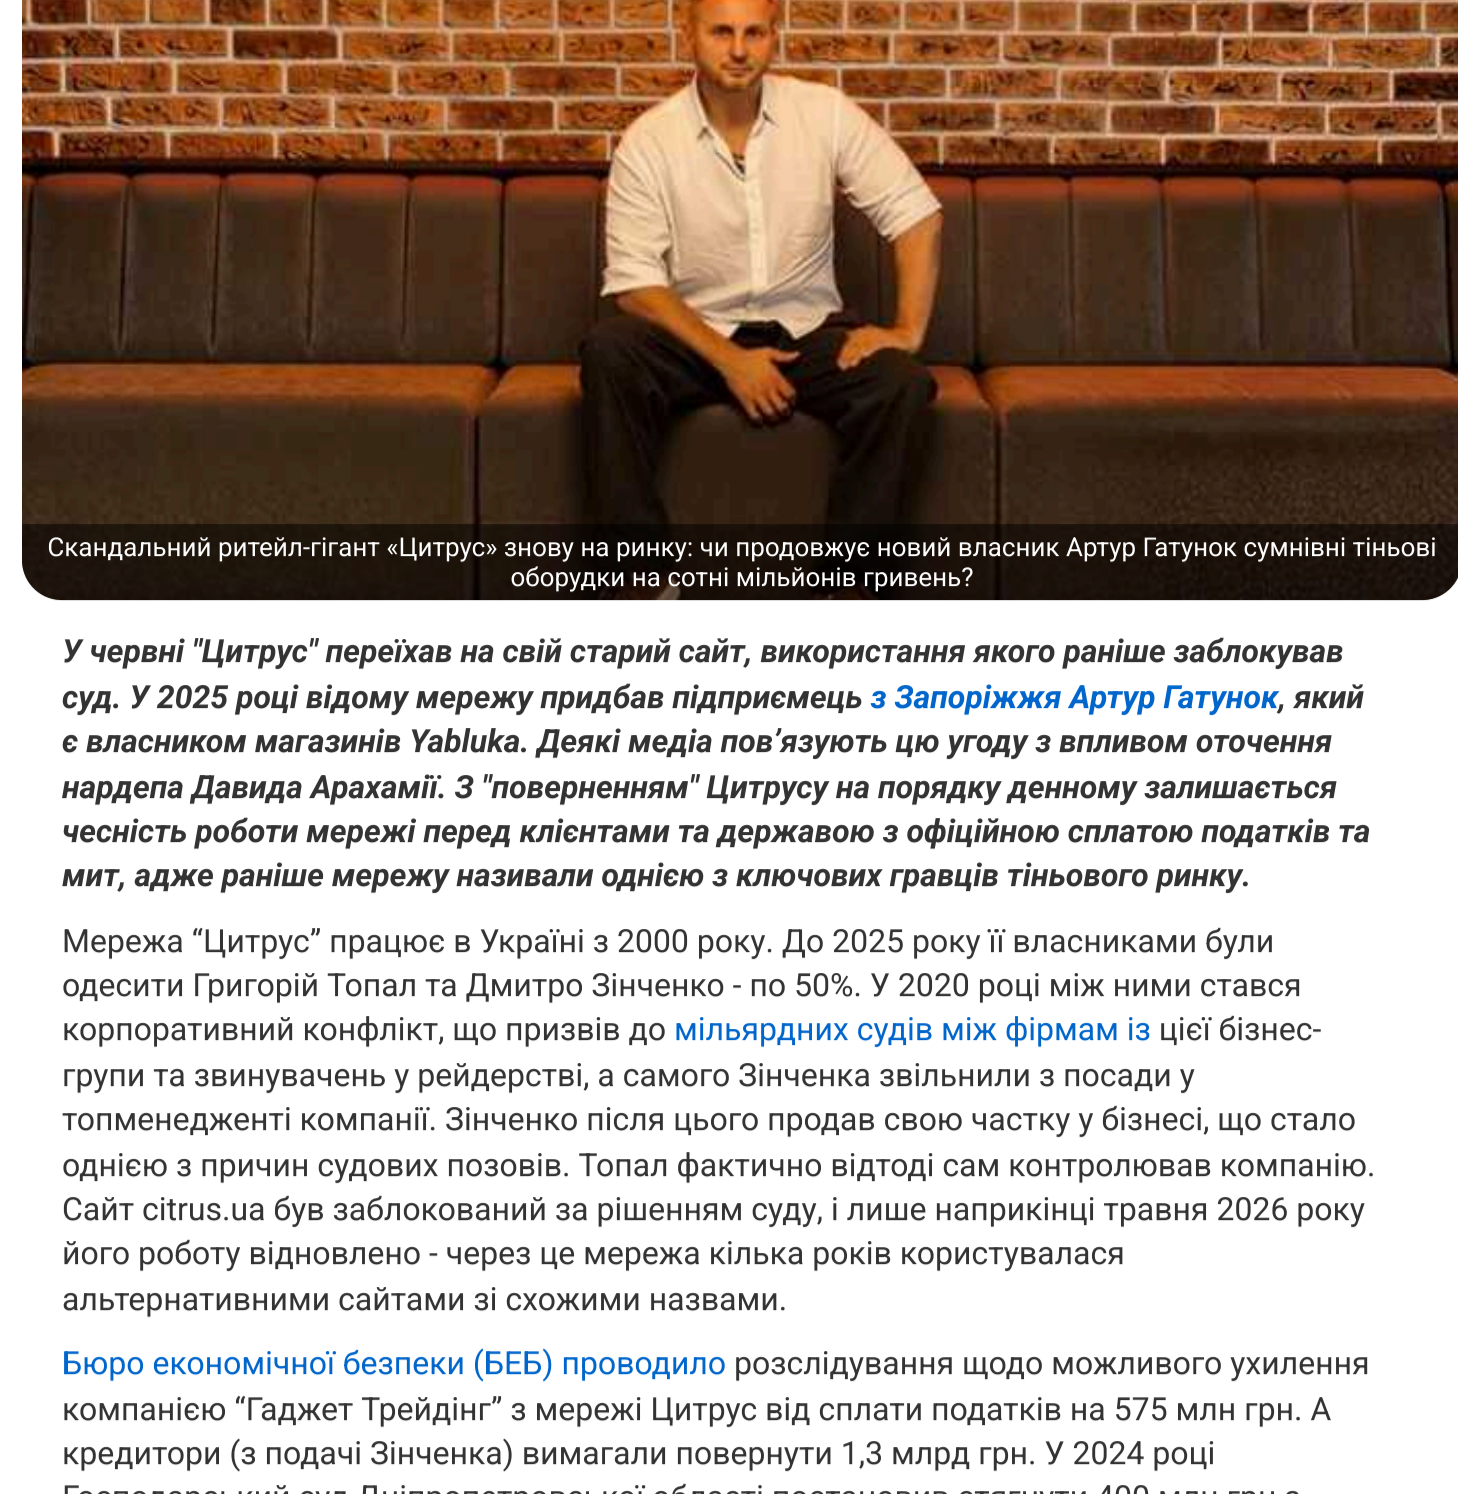 Скандальний ритейл-гігант «Цитрус» знову на ринку: чи продовжує новий власник Артур Гатунок сумнівні тіньові
оборудки на сотні мільйонів гривень?
У червні "Цитрус" переїхав на свій старий сайт, використання якого раніше заблокував
суд. У 2025 році відому мережу придбав підприємець з Запоріжжя Артур Гатунок, який
є власником магазинів Yabluka. Деякі медіа пов’язують цю угоду з впливом оточення
нардепа Давида Арахамії. З "поверненням" Цитрусу на порядку денному залишається
чесність роботи мережі перед клієнтами та державою з офіційною сплатою податків та
мит, адже раніше мережу називали однією з ключових гравців тіньового ринку.
Мережа “Цитрус” працює в Україні з 2000 року. До 2025 року її власниками були
одесити Григорій Топал та Дмитро Зінченко - по 50%. У 2020 році між ними стався
корпоративний конфлікт, що призвів до мільярдних судів між фірмам із цієї бізнес-
групи та звинувачень у рейдерстві, а самого Зінченка звільнили з посади у
топменедженті компанії. Зінченко після цього продав свою частку у бізнесі, що стало
однією з причин судових позовів. Топал фактично відтоді сам контролював компанію.
Сайт citrus.ua був заблокований за рішенням суду, і лише наприкінці травня 2026 року
його роботу відновлено - через це мережа кілька років користувалася
альтернативними сайтами зі схожими назвами.
Бюро економічної безпеки (БЕБ) проводило розслідування щодо можливого ухилення
компанією “Гаджет Трейдінг” з мережі Цитрус від сплати податків на 575 млн грн. А
кредитори (з подачі Зінченка) вимагали повернути 1,3 млрд грн. У 2024 році